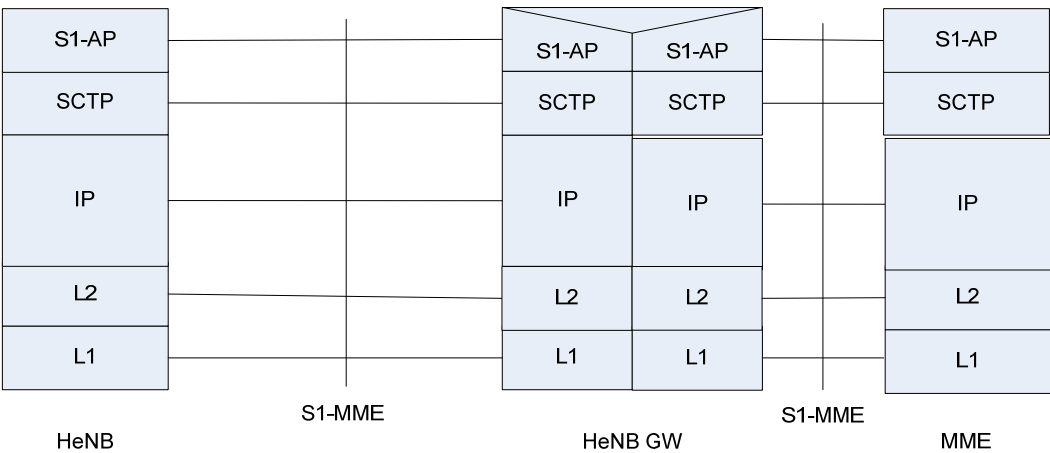 S1-AP
S1-AP
S1-AP
S1-AP
SCTP
SCTP
SCTP
SCTP
IP
IP
IP
IP
L2
L2
L2
L2
L1
L1
L1
L1
S1-MME
S1-MME
HeNB
HeNB GW
MME